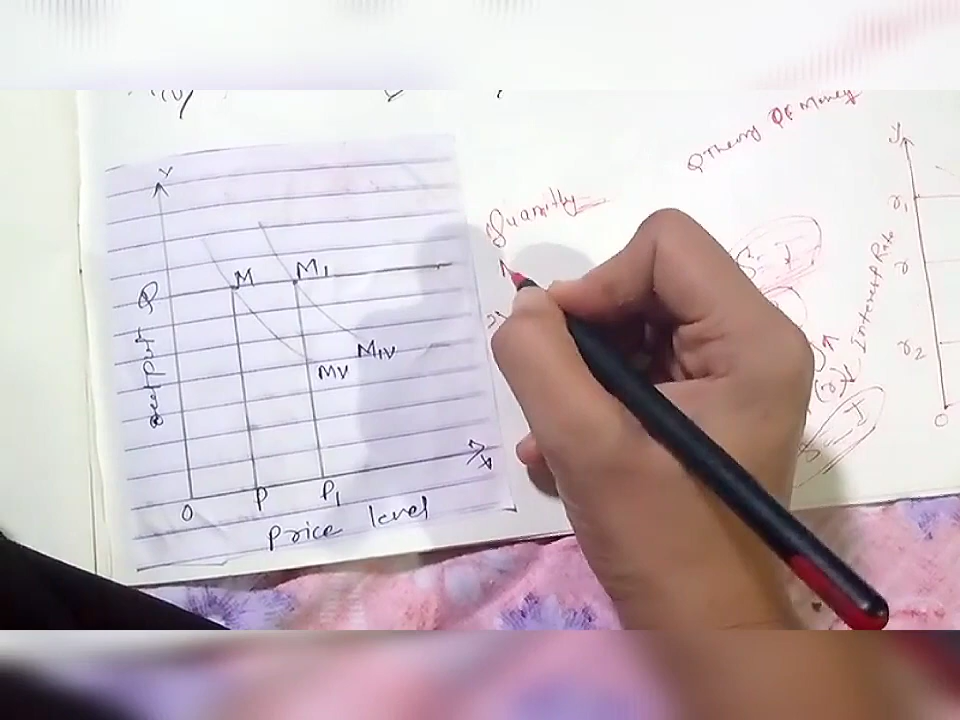 Y
Output Q
M M1
M1V
MV
X
O P P1
Price level
Quantity
Q Theory Of Money
S - I
(r)
S I
y
r1
r
r2
O
Interest Rate